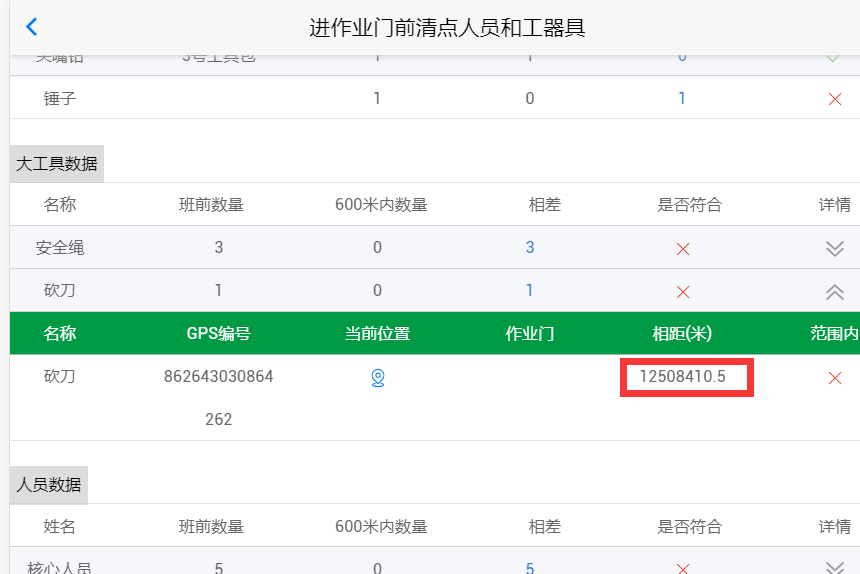 进作业门前清点人员和工器具
尖嘴钳 3号工具包 1 1 0
锤子 1 0 1
大工具数据
名称 班前数量 600米内数量 相差 是否符合 详情
安全绳 3 0 3
砍刀 1 0 1
名称 GPS编号 当前位置 作业门 相距(米) 范围内
砍刀 862643030864 12508410.5
262
人员数据
姓名 班前数量 600米内数量 相差 是否符合 详情
核心人员 5 0 5